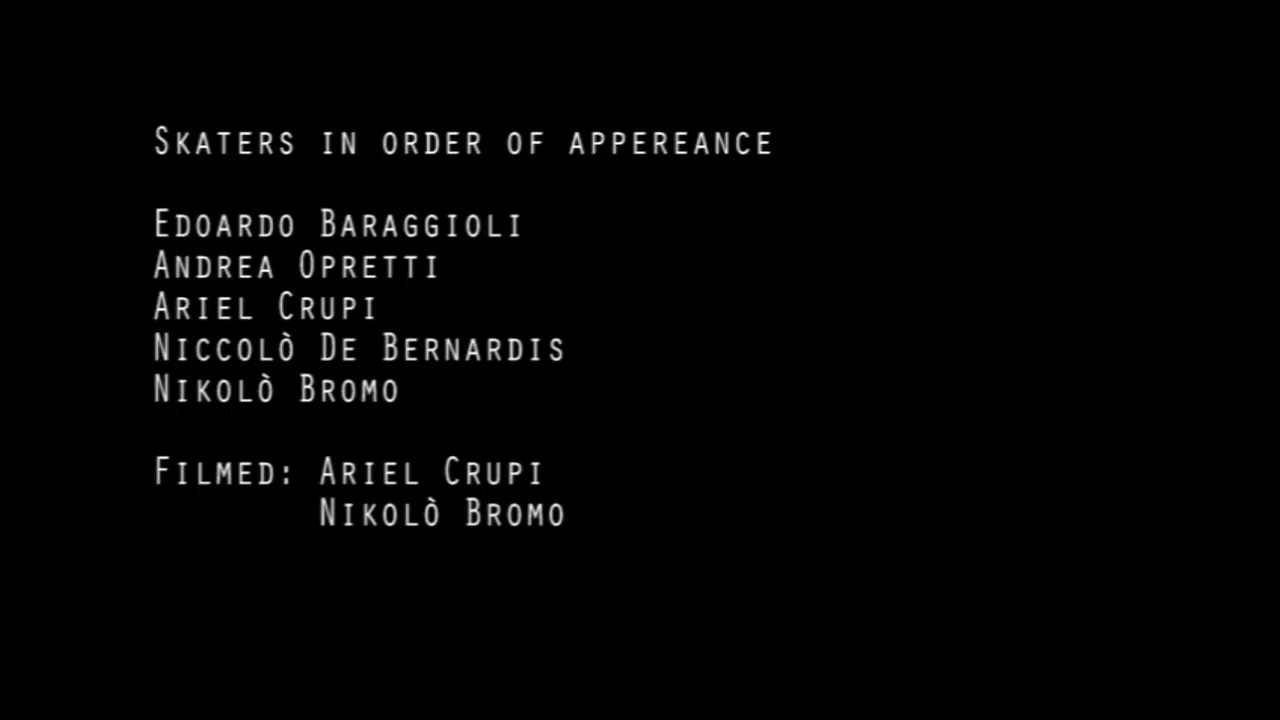 Skaters in order of appereance
Edoardo Baraggioli
Andrea Opretti
Ariel Crupi
Niccolò De Bernardis
Nikolò Bromo
Filmed: Ariel Crupi
Nikolò Bromo